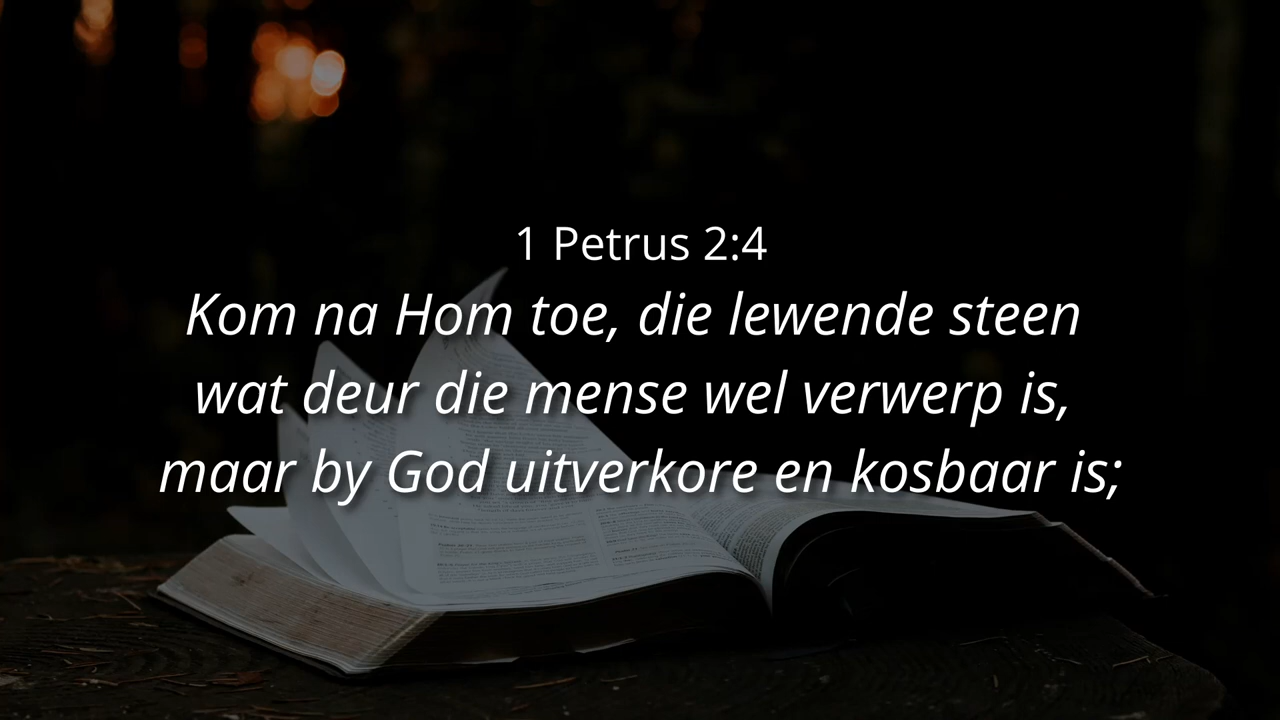 1 Petrus 2:4
Kom na Hom toe, die lewende steen
wat deur die mense wel verwerp is,
maar by God uitverkore en kosbaar is;